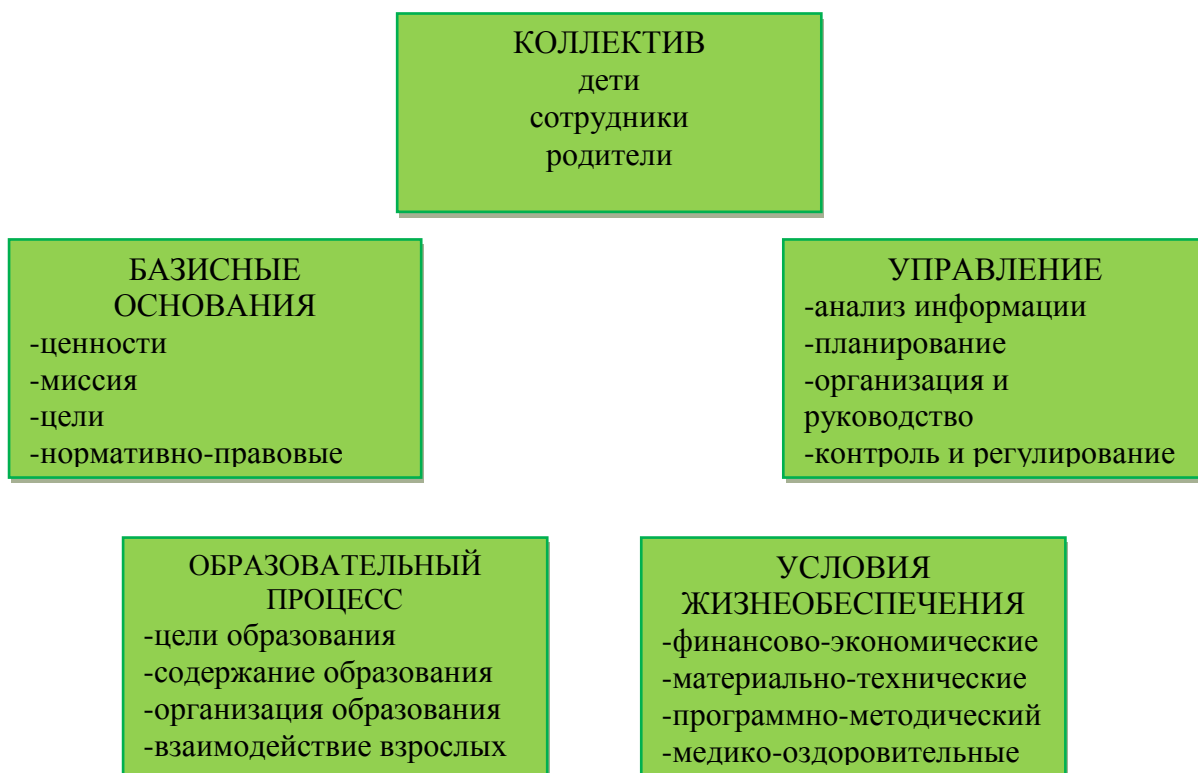 КОЛЛЕКТИВ
дети
сотрудники
родители
БАЗИСНЫЕ
ОСНОВАНИЯ
-ценности
-миссия
-цели
-нормативно-правовые
УПРАВЛЕНИЕ
-анализ информации
-планирование
-организация и
руководство
-контроль и регулирование
ОБРАЗОВАТЕЛЬНЫЙ
ПРОЦЕСС
-цели образования
-содержание образования
-организация образования
-взаимодействие взрослых
УСЛОВИЯ
ЖИЗНЕОБЕСПЕЧЕНИЯ
-финансово-экономические
-материально-технические
-программно-методический
-медико-оздоровительные